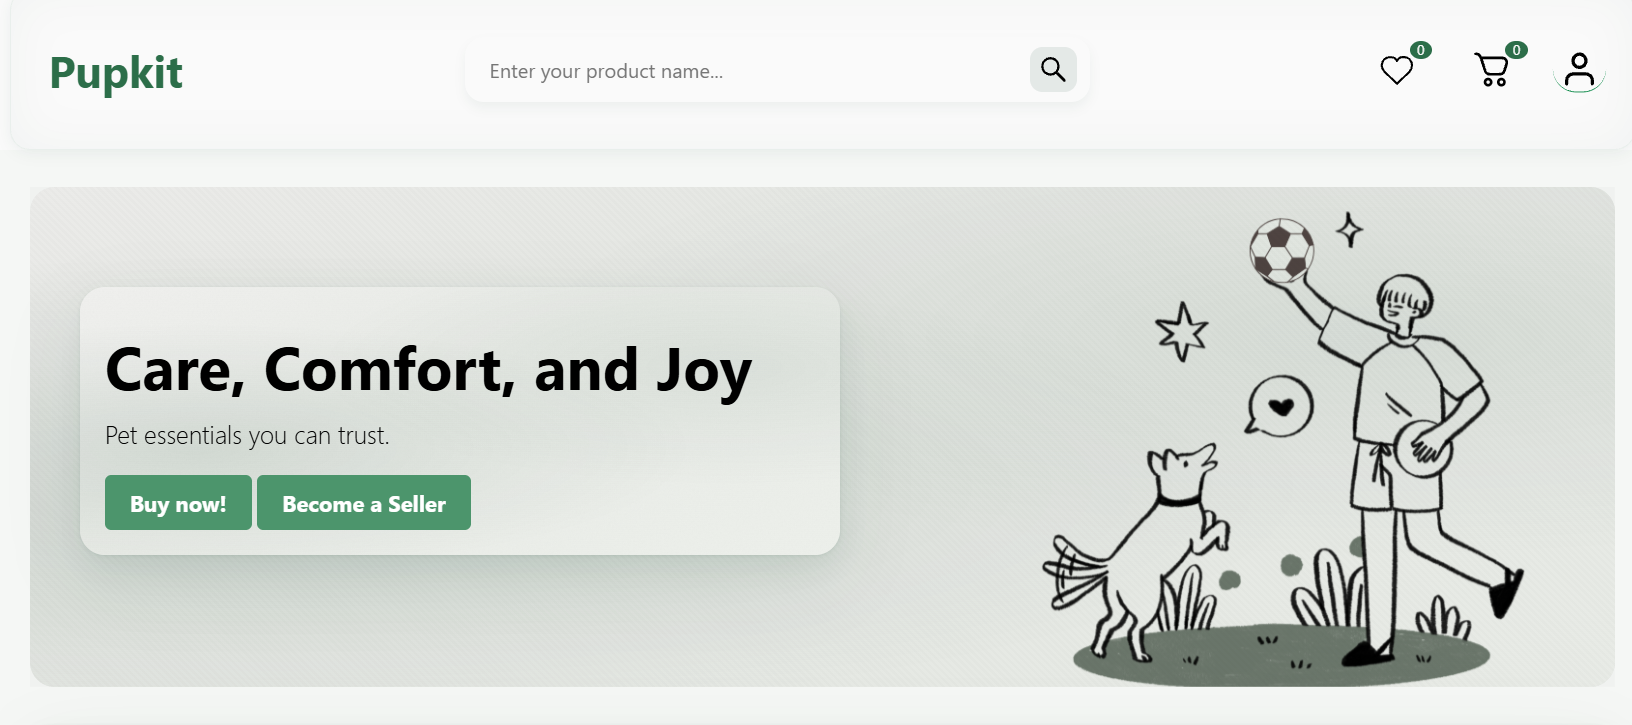 Pupkit
Enter your product name...
0
0
Care, Comfort, and Joy
Pet essentials you can trust.
Buy now!
Become a Seller